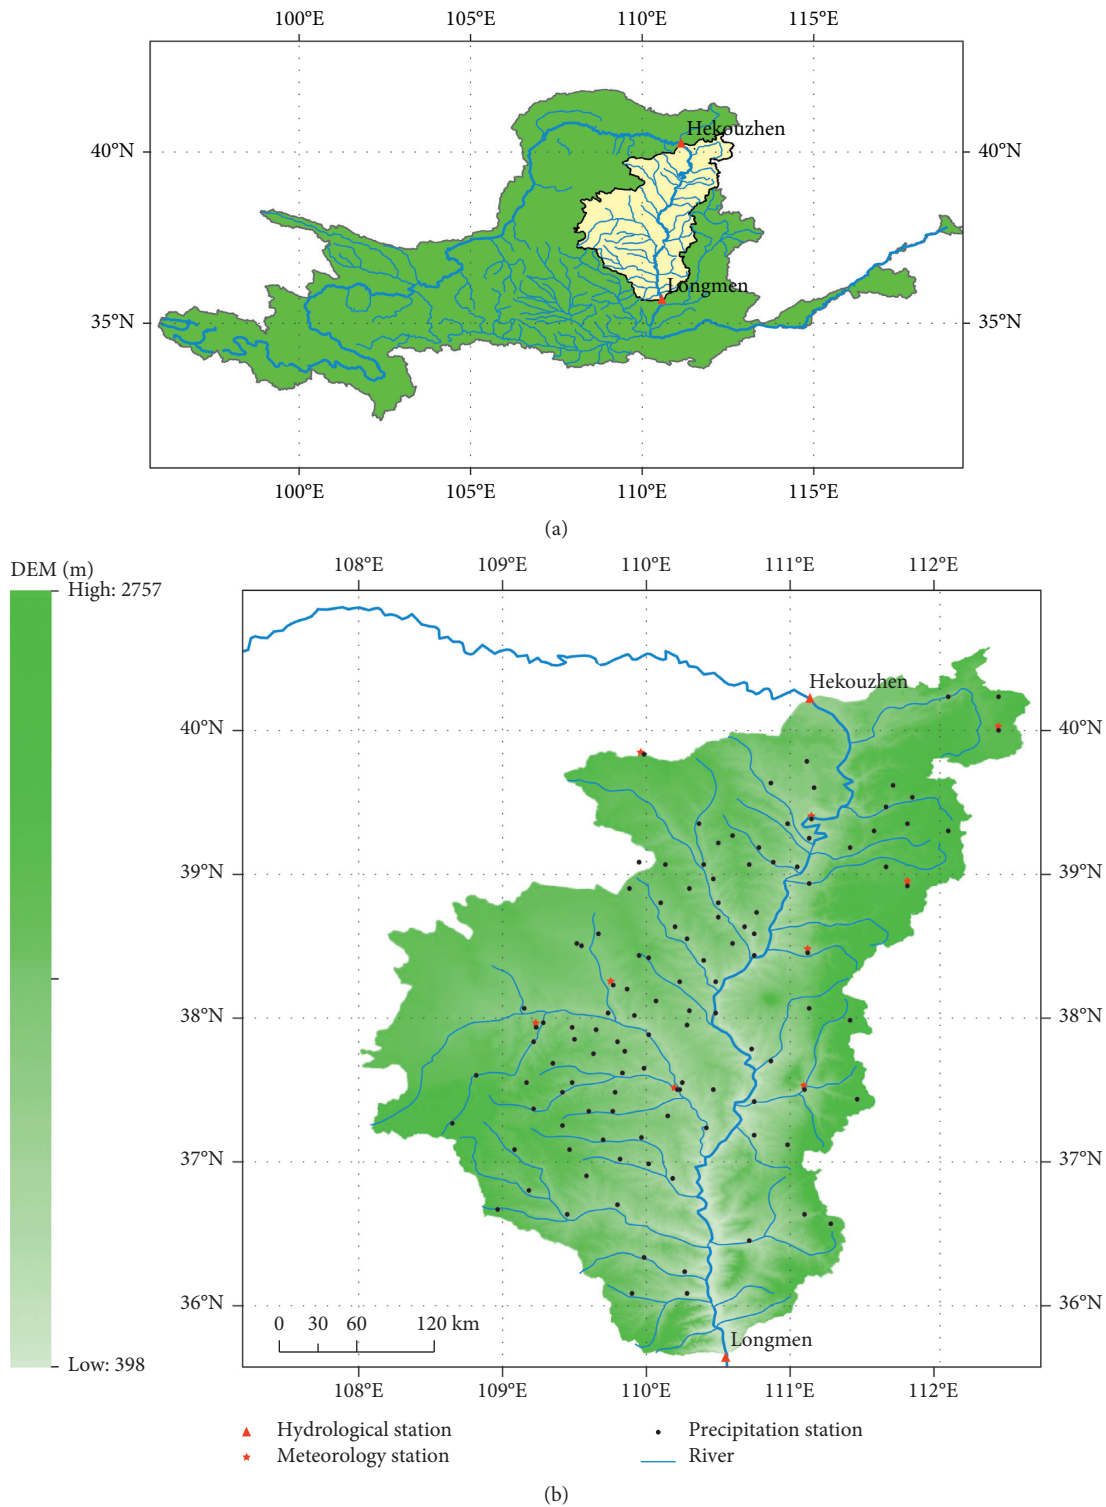 100°E 105°E 110°E 115°E
Hekouzhen
40°N 40°N
Longmen
35°N 35°N
100°E 105°E 110°E 115°E
(a)
DEM (m)
High: 2757
Low: 398
108°E 109°E 110°E 111°E 112°E
Hekouzhen
40°N 40°N
39°N 39°N
38°N 38°N
37°N 37°N
36°N 36°N
0 30 60 120 km
Longmen
108°E 109°E 110°E 111°E 112°E
Hydrological station
Meteorology station
Precipitation station
River
(b)